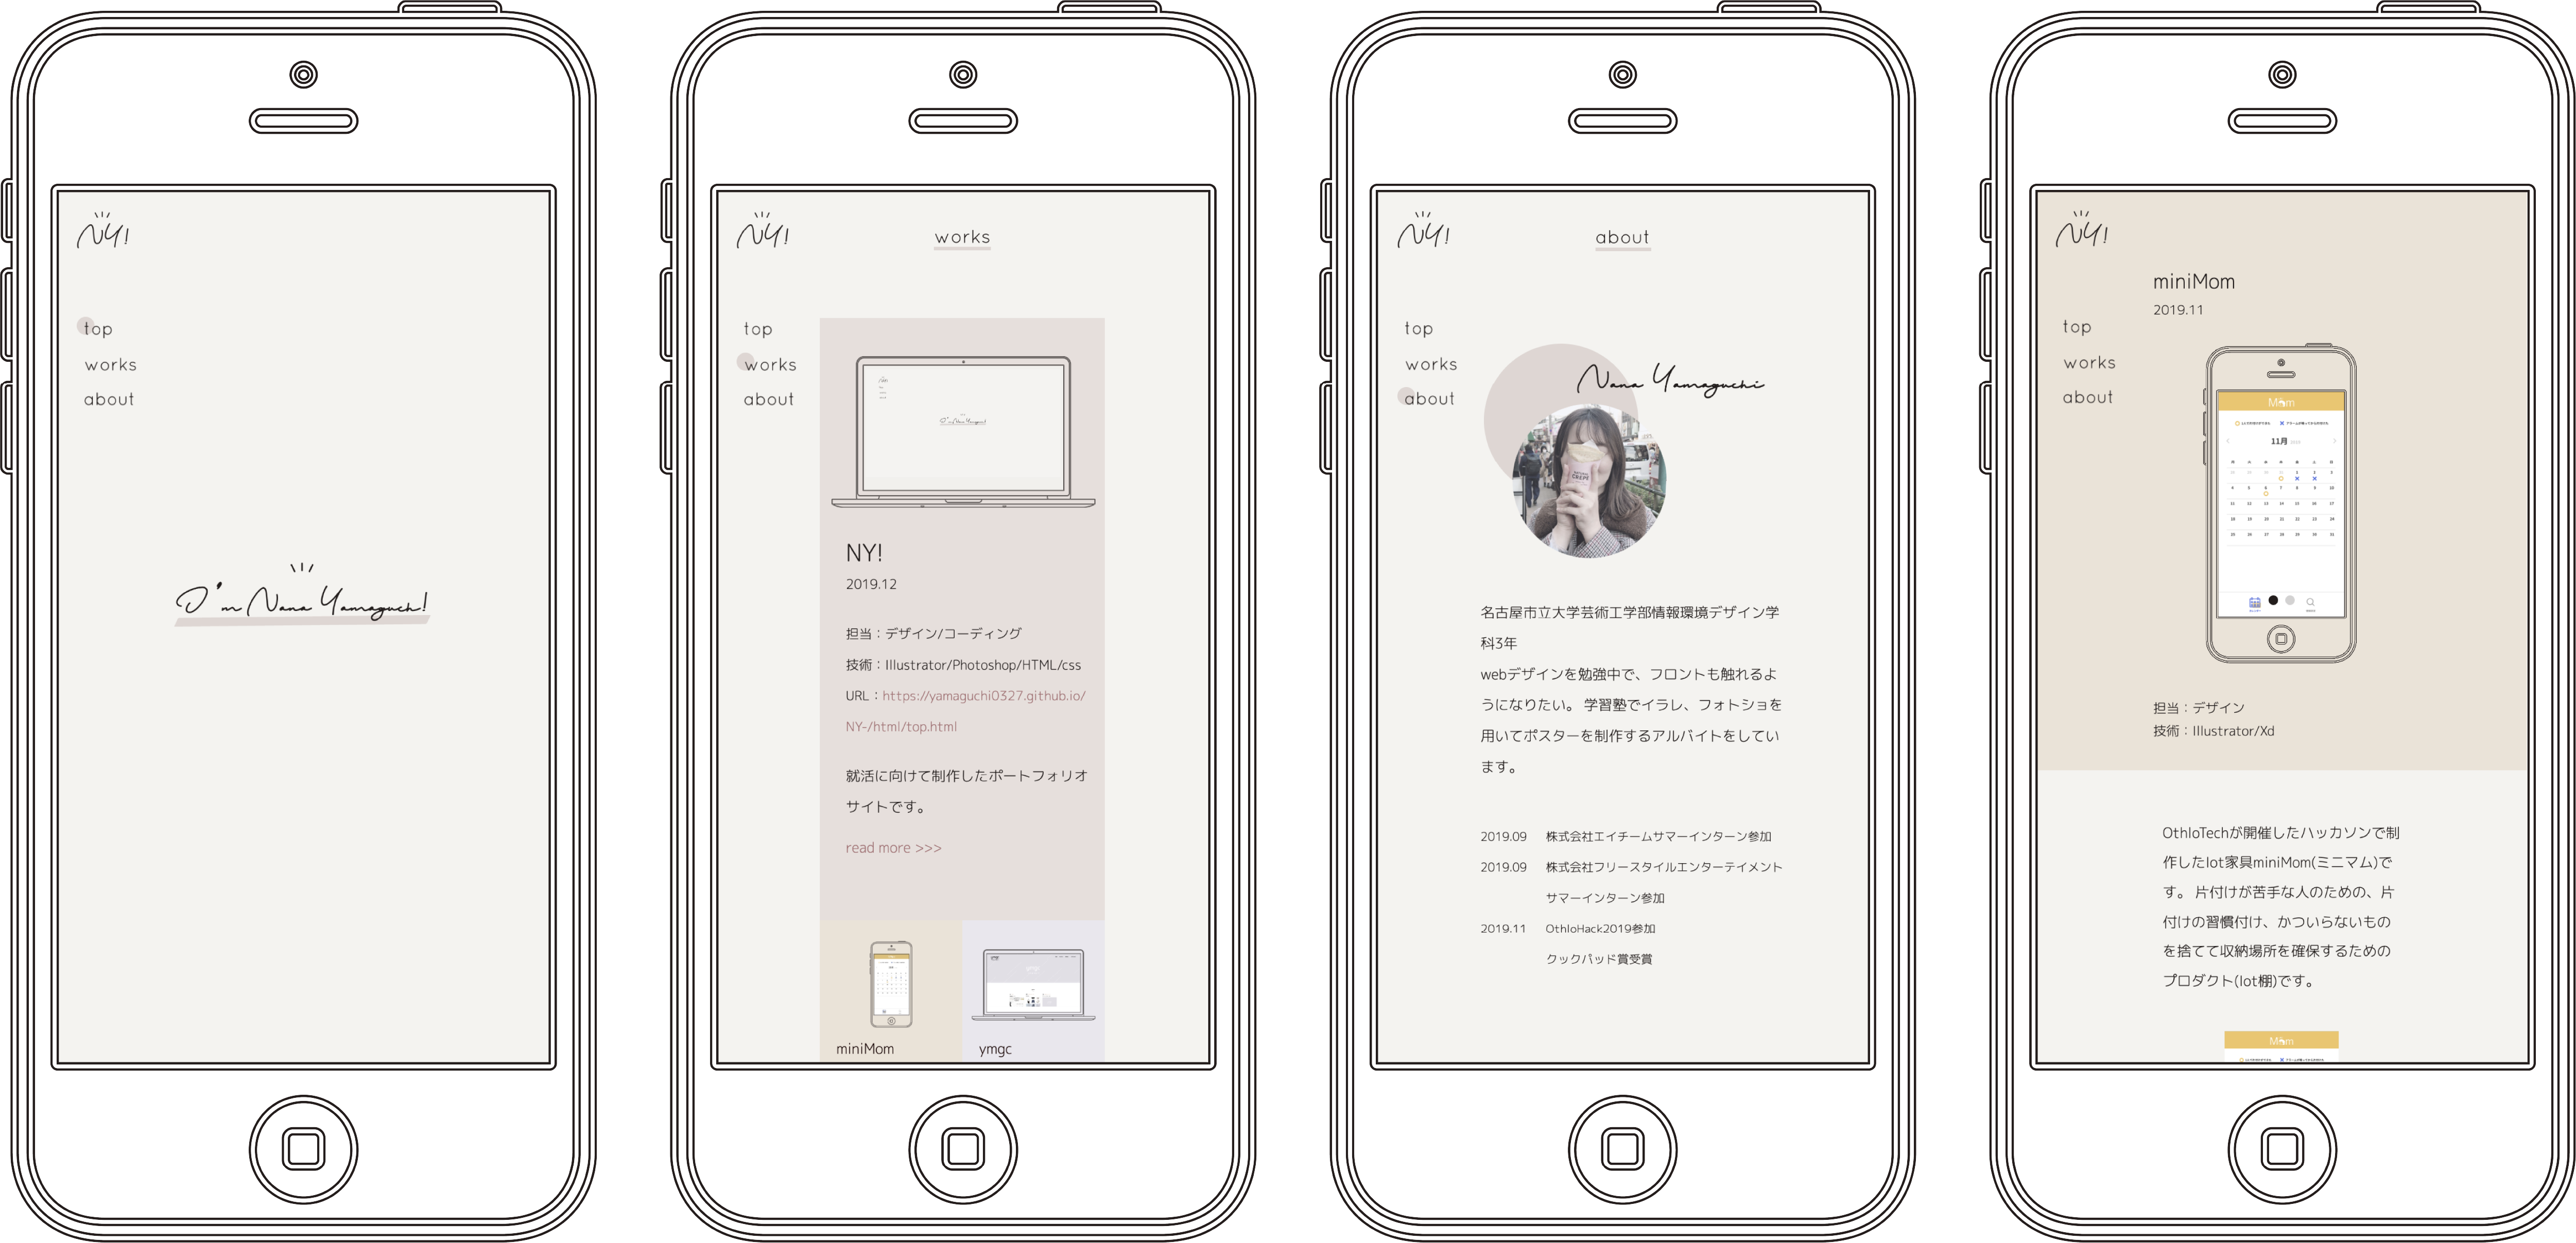 NY!
top
works
about
I'm Nana Yamaguch!
NY!
works
top
works
about
NY!
2019.12
担当：デザイン/コーディング
技術：Illustrator/Photoshop/HTML/css
URL：https://yamaguchi0327.github.io/
NY-/html/top.html
就活に向けて制作したポートフォリオ
サイトです。
read more >>>
miniMom
ymgc
NY!
about
top
works
about
Nana Yamaguchi
名古屋市立大学芸術工学部情報環境デザイン学
科3年
webデザインを勉強中で、フロントも触れるよ
うになりたい。 学習塾でイラレ、フォトショを
用いてポスターを制作するアルバイトをしてい
ます。
2019.09 株式会社エイチームサマーインターン参加
2019.09 株式会社フリースタイルエンターテイメント
サマーインターン参加
2019.11 OthloHack2019参加
クックパッド賞受賞
NY!
miniMom
2019.11
top
works
about
Mom
11月
担当：デザイン
技術：Illustrator/Xd
OthloTechが開催したハッカソンで制
作したIot家具miniMom(ミニマム)で
す。 片付けが苦手な人のための、片
付けの習慣付け、かついらないもの
を捨てて収納場所を確保するための
プロダクト(Iot棚)です。
Mom